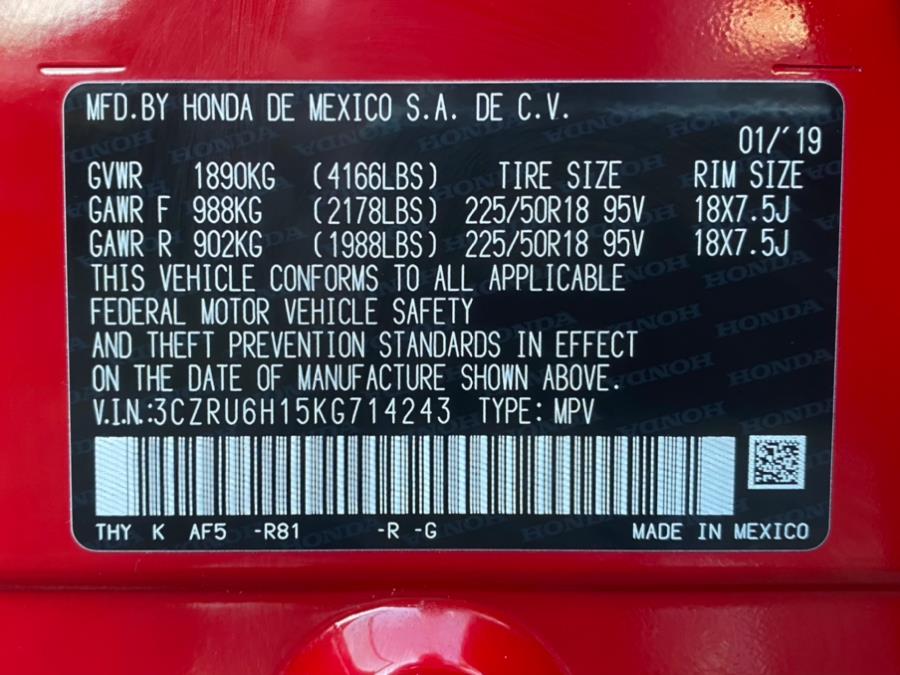 MFD.BY HONDA DE MEXICO S.A. DE C.V.
01/'19
GVWR 1890KG (4166LBS) TIRE SIZE RIM SIZE
GAWR F 988KG (2178LBS) 225/50R18 95V 18X7.5J
GAWR R 902KG (1988LBS) 225/50R18 95V 18X7.5J
THIS VEHICLE CONFORMS TO ALL APPLICABLE
FEDERAL MOTOR VEHICLE SAFETY
AND THEFT PREVENTION STANDARDS IN EFFECT
ON THE DATE OF MANUFACTURE SHOWN ABOVE.
V.I.N.:3CZRU6H15KG714243 TYPE: MPV
THY K AF5 -R81 -R -G MADE IN MEXICO